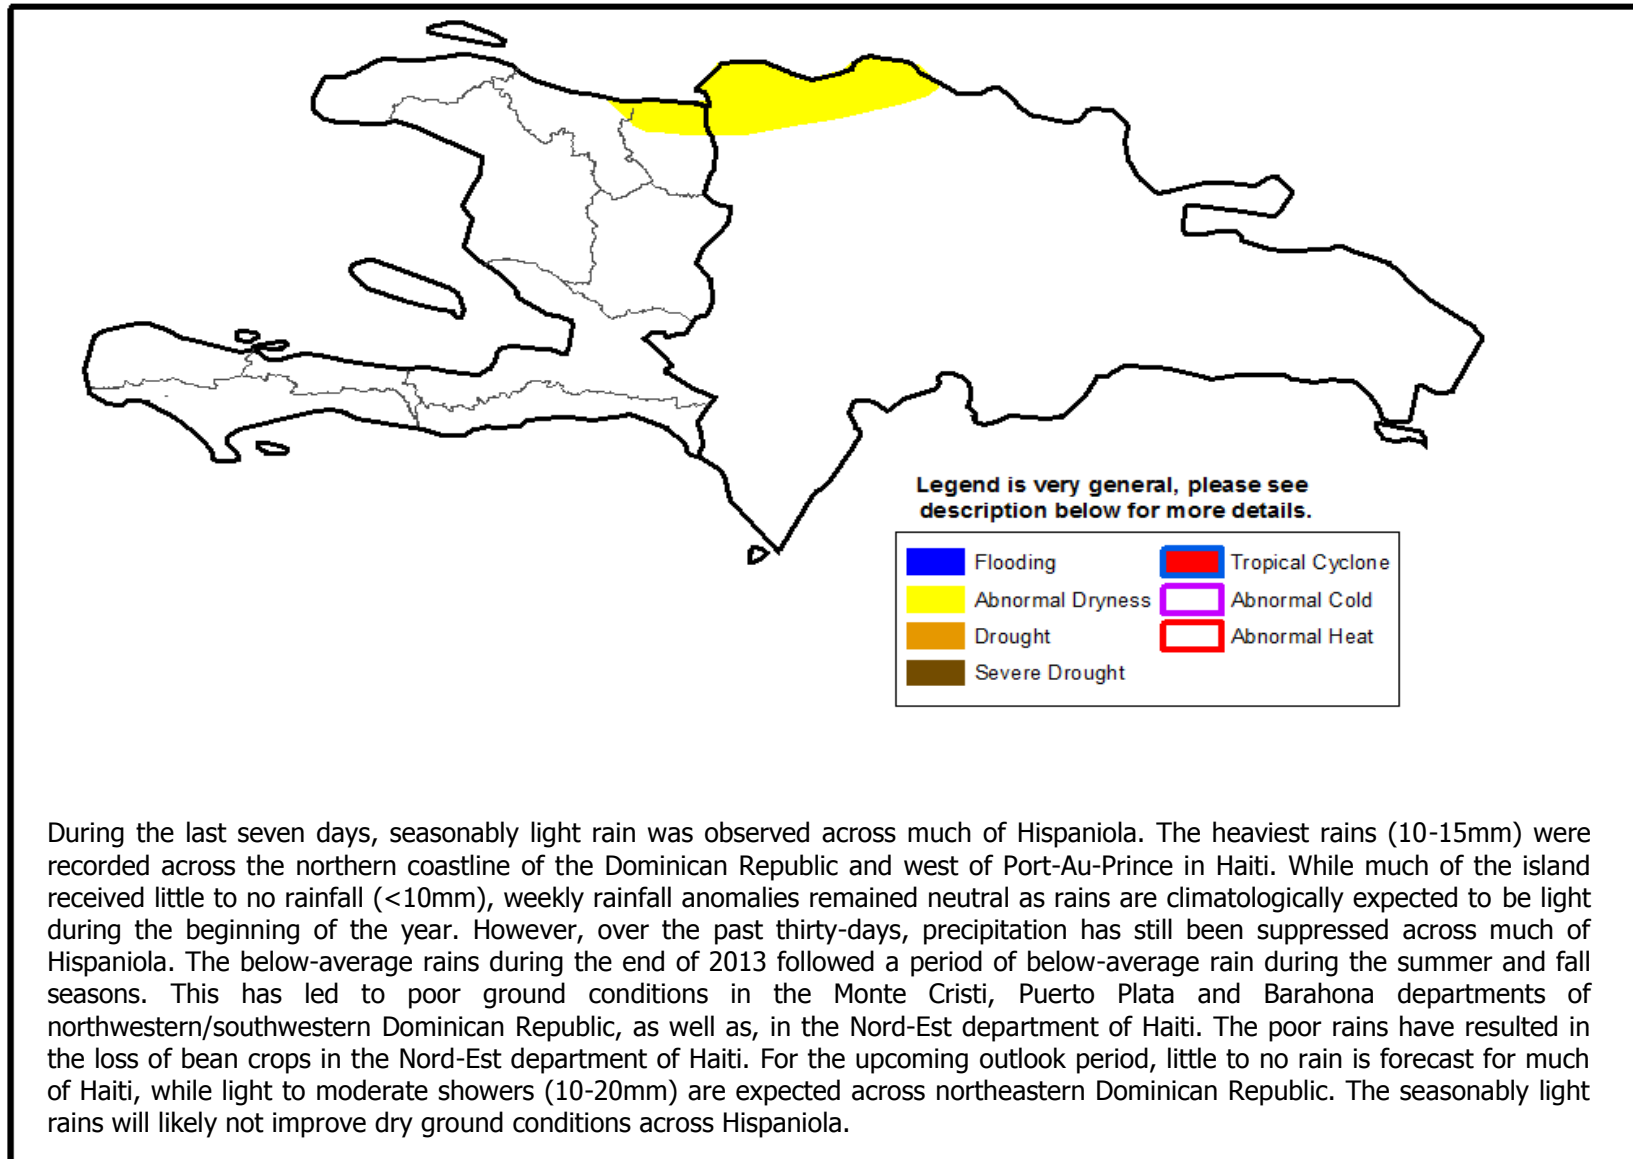 Legend is very general, please see
description below for more details.
Flooding
Abnormal Dryness
Drought
Severe Drought
Tropical Cyclone
Abnormal Cold
Abnormal Heat
During the last seven days, seasonably light rain was observed across much of Hispaniola. The heaviest rains (10-15mm) were
recorded across the northern coastline of the Dominican Republic and west of Port-Au-Prince in Haiti. While much of the island
received little to no rainfall (<10mm), weekly rainfall anomalies remained neutral as rains are climatologically expected to be light
during the beginning of the year. However, over the past thirty-days, precipitation has still been suppressed across much of
Hispaniola. The below-average rains during the end of 2013 followed a period of below-average rain during the summer and fall
seasons. This has led to poor ground conditions in the Monte Cristi, Puerto Plata and Barahona departments of
northwestern/southwestern Dominican Republic, as well as, in the Nord-Est department of Haiti. The poor rains have resulted in
the loss of bean crops in the Nord-Est department of Haiti. For the upcoming outlook period, little to no rain is forecast for much
of Haiti, while light to moderate showers (10-20mm) are expected across northeastern Dominican Republic. The seasonably light
rains will likely not improve dry ground conditions across Hispaniola.